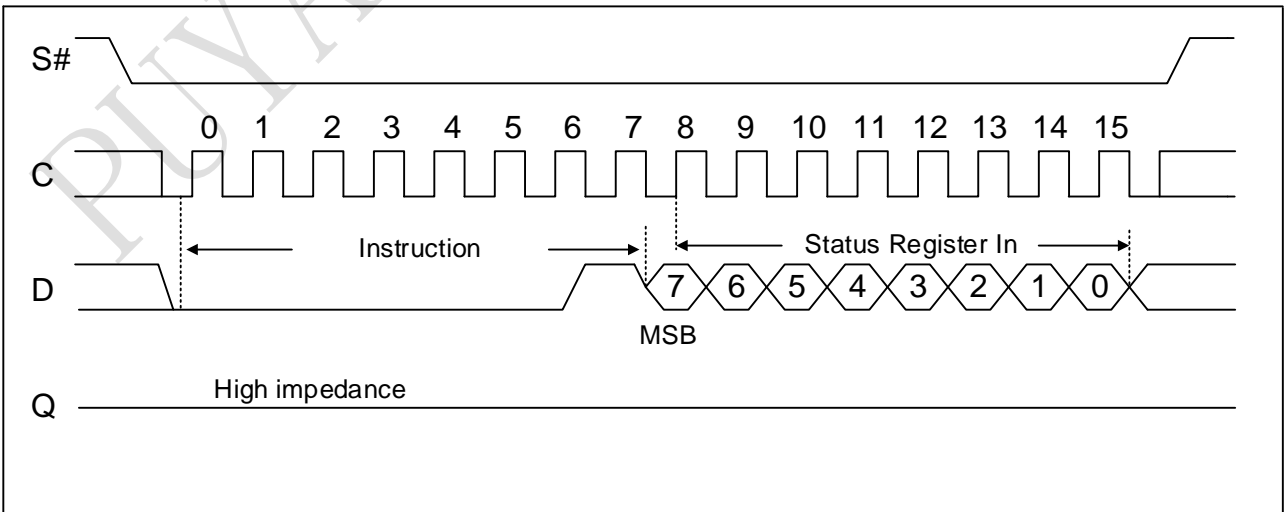 PUYA
S#
0 1 2 3 4 5 6 7 8 9 10 11 12 13 14 15
C
Instruction Status Register In
D 7 6 5 4 3 2 1 0
MSB
High impedance
Q